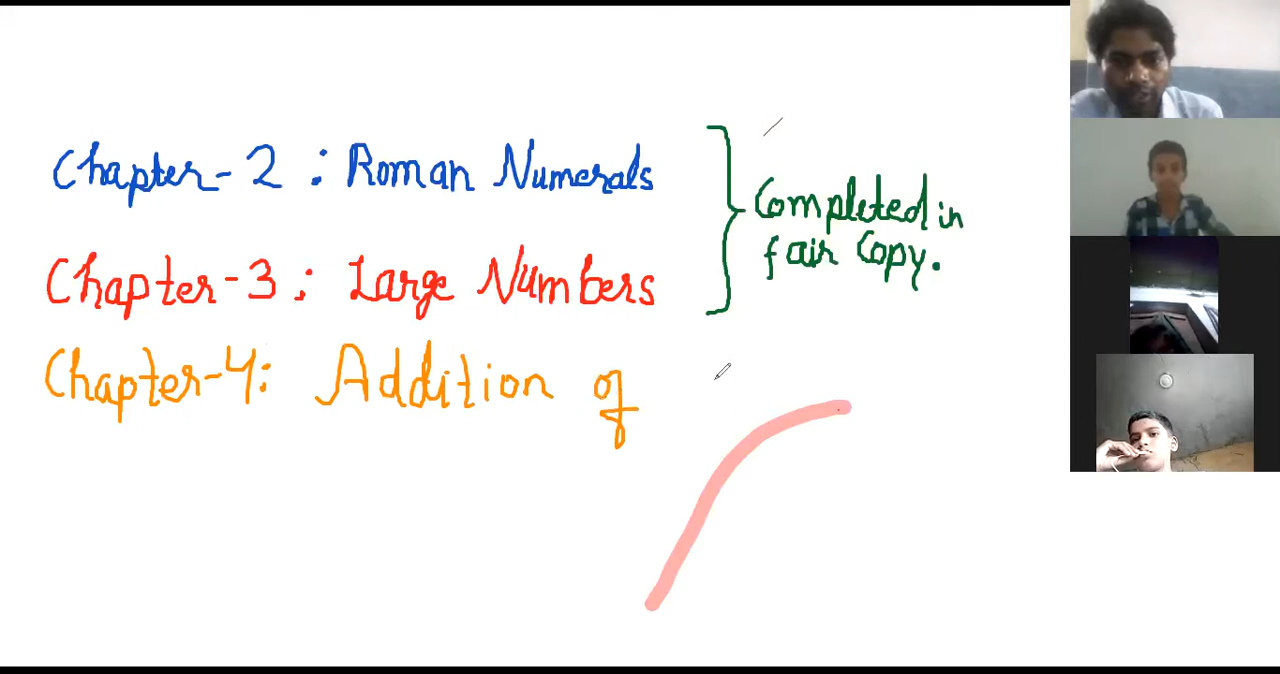 Chapter-2 : Roman Numerals
Chapter-3 : Large Numbers
Completed in
fair Copy.
Chapter-4: Addition of